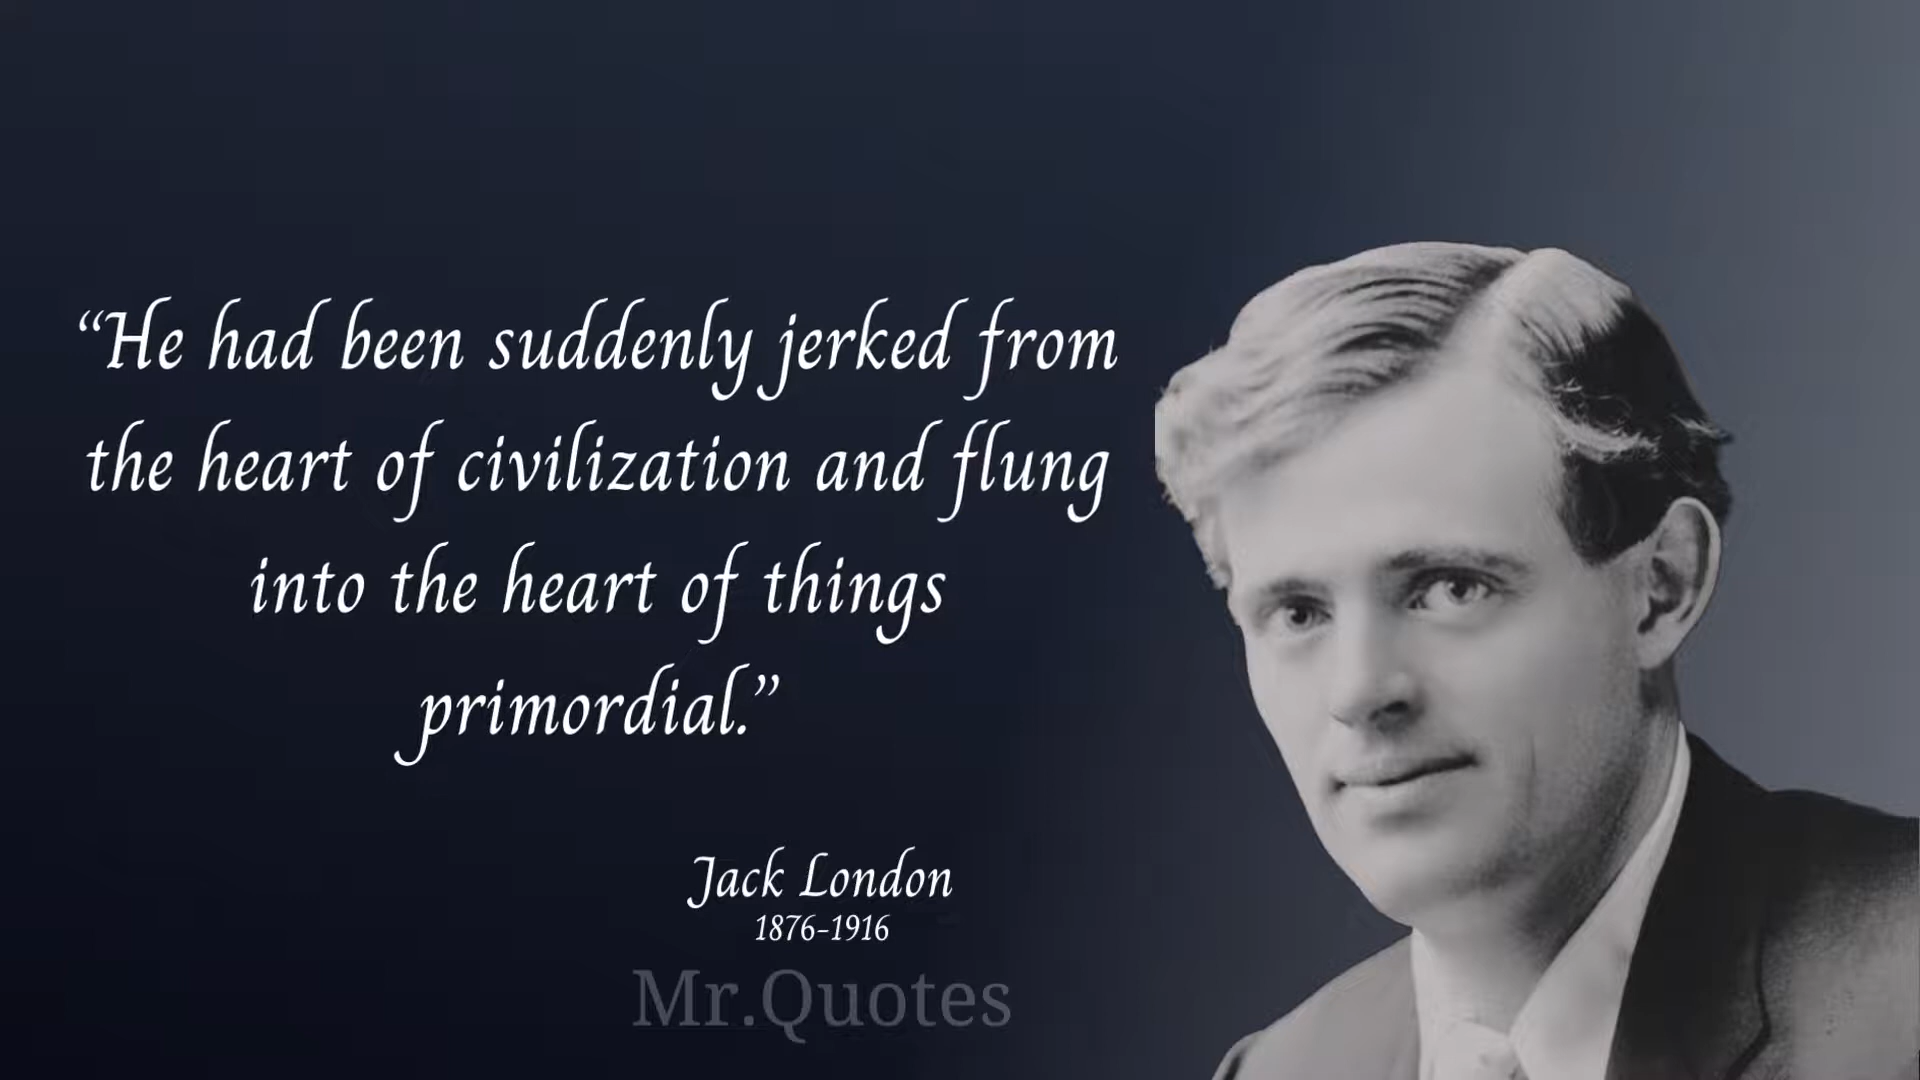 “He had been suddenly jerked from
the heart of civilization and flung
into the heart of things
primordial.”
Jack London
1876-1916
Mr.Quotes